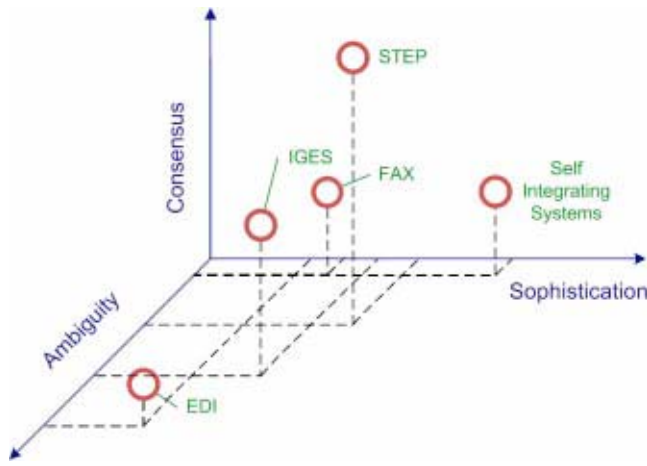 STEP
IGES
FAX
Self
Integrating
Systems
Consensus
Sophistication
Ambiguity
EDI